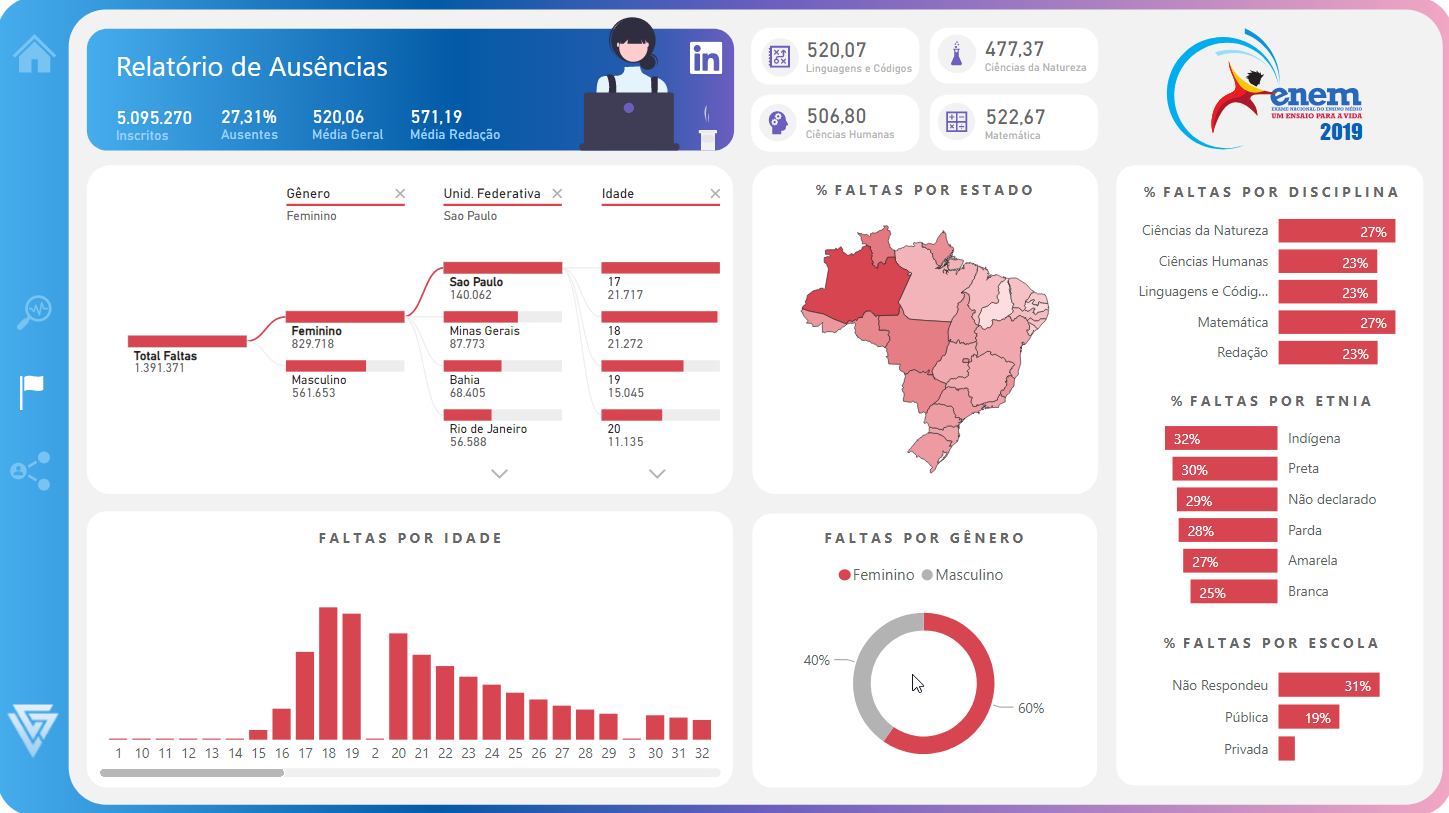 Relatório de Ausências
5.095.270
Inscritos
27,31%
Ausentes
520,06
Média Geral
571,19
Média Redação
in
520,07
Linguagens e Códigos
477,37
Ciências da Natureza
506,80
Ciências Humanas
522,67
Matemática
enem
EXAME NACIONAL DO ENSINO MÉDIO
UM ENSAIO PARA A VIDA
2019
Gênero
Feminino
Unid. Federativa
Sao Paulo
Idade
Total Faltas
1.391.371
Feminino
829.718
Masculino
561.653
Sao Paulo
140.062
Minas Gerais
87.773
Bahia
68.405
Rio de Janeiro
56.588
17
21.717
18
21.272
19
15.045
20
11.135
% FALTAS POR ESTADO
% FALTAS POR DISCIPLINA
Ciências da Natureza 27%
Ciências Humanas 23%
Linguagens e Códig... 23%
Matemática 27%
Redação 23%
% FALTAS POR ETNIA
32% Indígena
30% Preta
29% Não declarado
28% Parda
27% Amarela
25% Branca
% FALTAS POR ESCOLA
Não Respondeu 31%
Pública 19%
Privada
FALTAS POR IDADE
1 10 11 12 13 14 15 16 17 18 19 2 20 21 22 23 24 25 26 27 28 29 3 30 31 32
FALTAS POR GÊNERO
Feminino Masculino
40%
60%